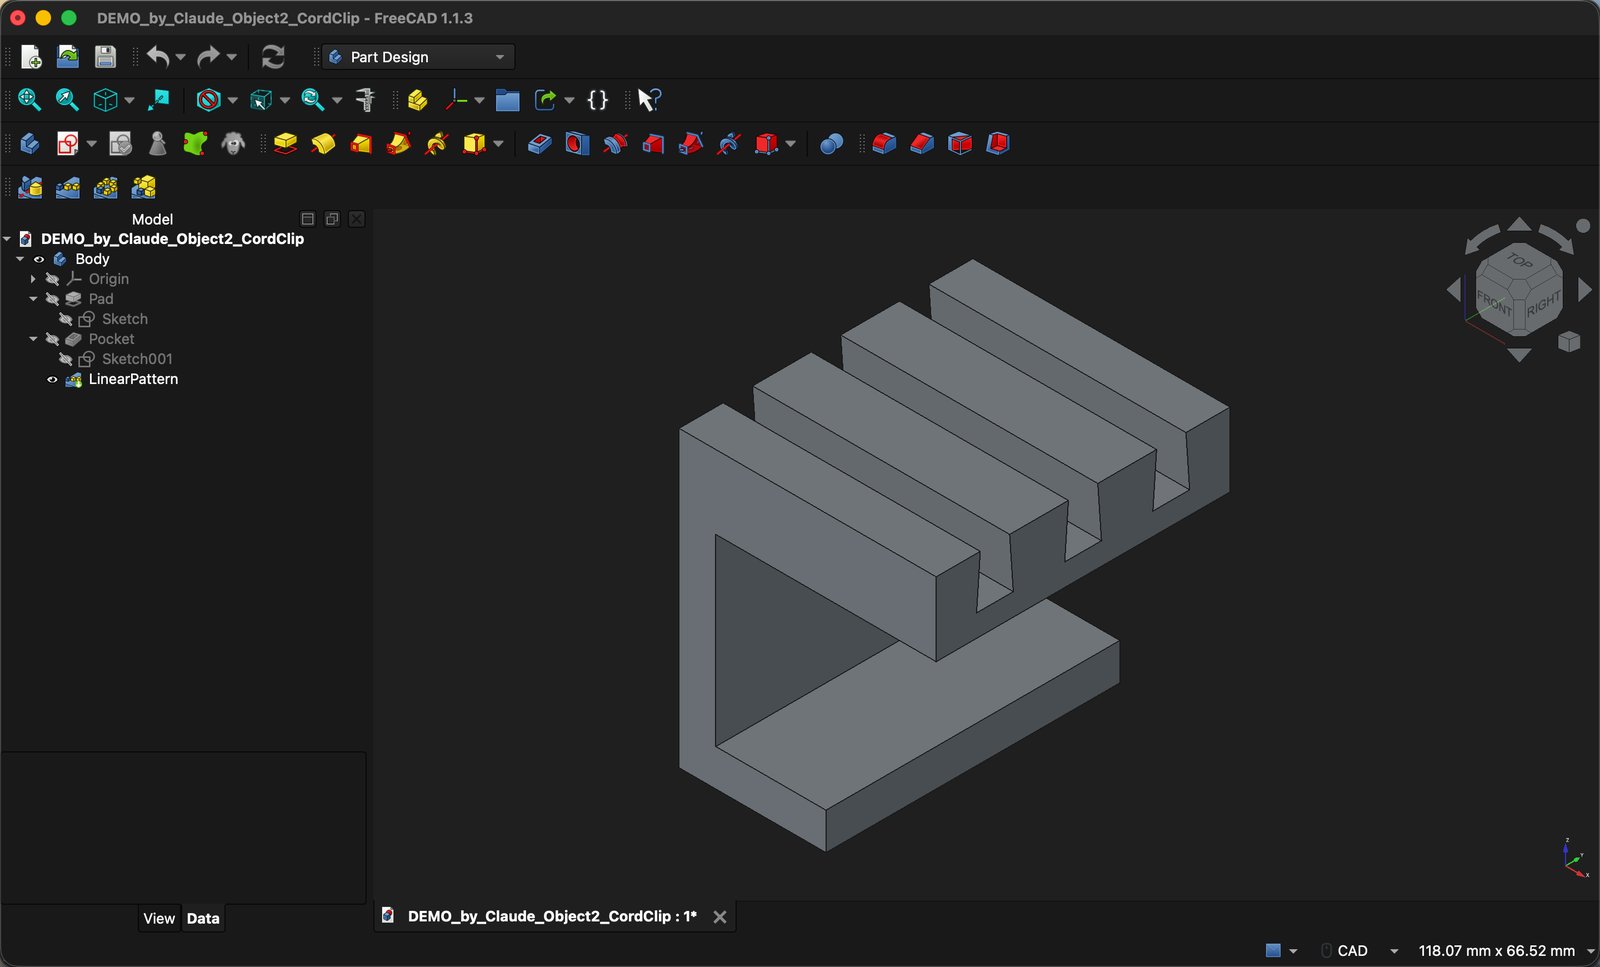 DEMO_by_Claude_Object2_CordClip - FreeCAD 1.1.3
Part Design
Model
DEMO_by_Claude_Object2_CordClip
Body
Origin
Pad
Sketch
Pocket
Sketch001
LinearPattern
TOP
FRONT
RIGHT
Z
Y
X
View
Data
DEMO_by_Claude_Object2_CordClip : 1*
CAD
118.07 mm x 66.52 mm